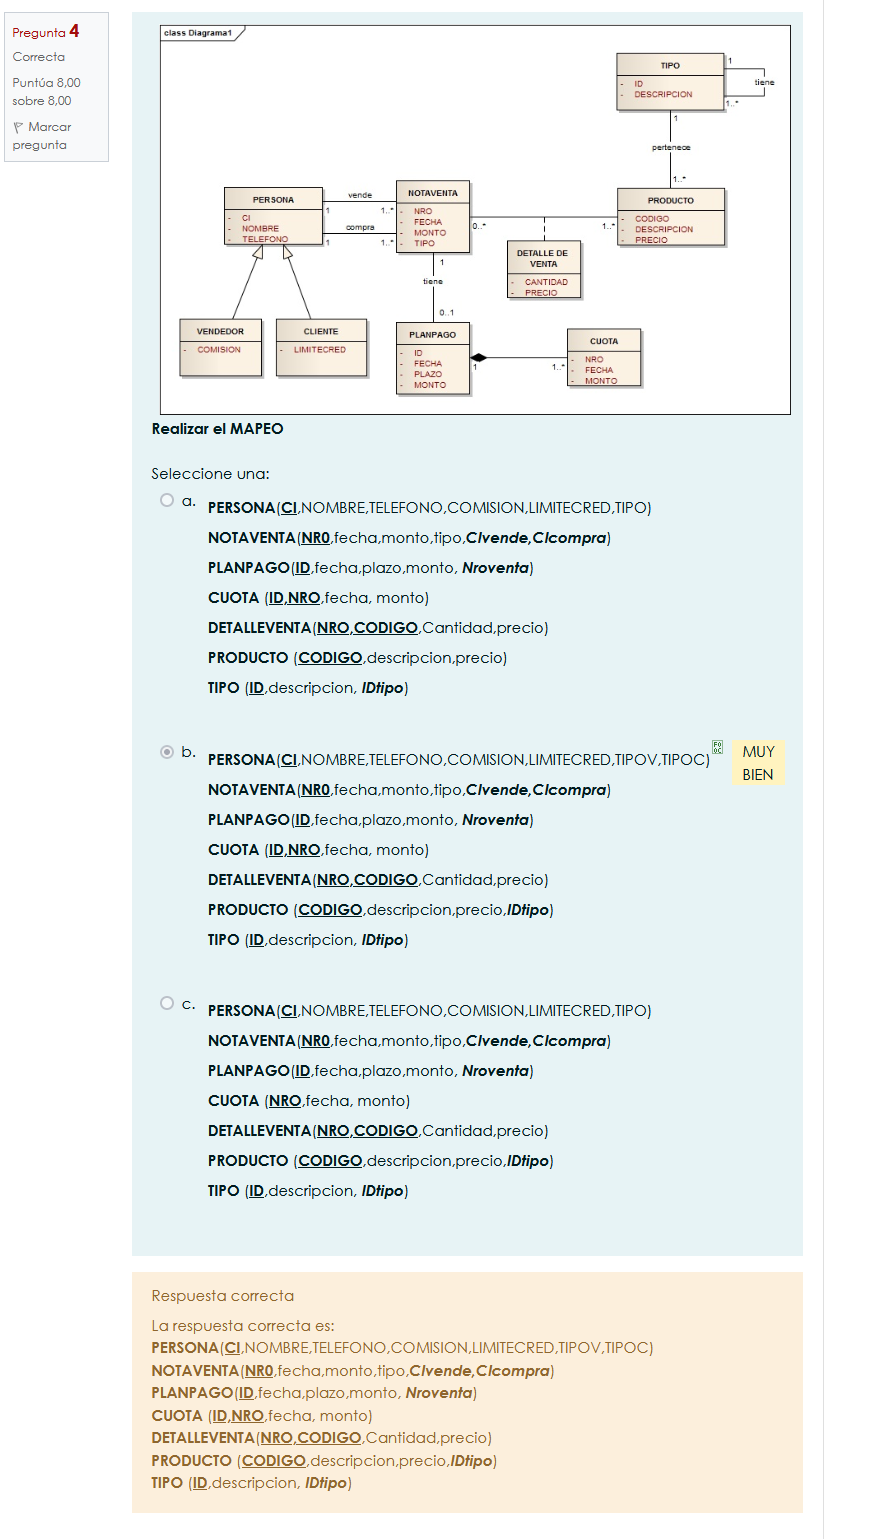 Pregunta 4
Correcta
Puntúa 8,00
sobre 8,00
Marcar
pregunta
class Diagrama1
TIPO
- ID
- DESCRIPCION
1
tiene
1..*
1
pertenece
1..*
PERSONA
- CI
- NOMBRE
- TELEFONO
vende
1
1..*
compra
1
1..*
NOTAVENTA
- NRO
- FECHA
- MONTO
- TIPO
0..*
1..*
PRODUCTO
- CODIGO
- DESCRIPCION
- PRECIO
DETALLE DE
VENTA
- CANTIDAD
- PRECIO
1
tiene
0..1
VENDEDOR
- COMISION
CLIENTE
- LIMITECRED
PLANPAGO
- ID
- FECHA
- PLAZO
- MONTO
1
1..*
CUOTA
- NRO
- FECHA
- MONTO
Realizar el MAPEO
Seleccione una:
a.
PERSONA(CI,NOMBRE,TELEFONO,COMISION,LIMITECRED,TIPO)
NOTAVENTA(NR0,fecha,monto,tipo,CIvende,CIcompra)
PLANPAGO(ID,fecha,plazo,monto, Nroventa)
CUOTA (ID,NRO,fecha, monto)
DETALLEVENTA(NRO,CODIGO,Cantidad,precio)
PRODUCTO (CODIGO,descripcion,precio)
TIPO (ID,descripcion, IDtipo)
b.
PERSONA(CI,NOMBRE,TELEFONO,COMISION,LIMITECRED,TIPOV,TIPOC)
MUY
BIEN
NOTAVENTA(NR0,fecha,monto,tipo,CIvende,CIcompra)
PLANPAGO(ID,fecha,plazo,monto, Nroventa)
CUOTA (ID,NRO,fecha, monto)
DETALLEVENTA(NRO,CODIGO,Cantidad,precio)
PRODUCTO (CODIGO,descripcion,precio,IDtipo)
TIPO (ID,descripcion, IDtipo)
c.
PERSONA(CI,NOMBRE,TELEFONO,COMISION,LIMITECRED,TIPO)
NOTAVENTA(NR0,fecha,monto,tipo,CIvende,CIcompra)
PLANPAGO(ID,fecha,plazo,monto, Nroventa)
CUOTA (NRO,fecha, monto)
DETALLEVENTA(NRO,CODIGO,Cantidad,precio)
PRODUCTO (CODIGO,descripcion,precio,IDtipo)
TIPO (ID,descripcion, IDtipo)
Respuesta correcta
La respuesta correcta es:
PERSONA(CI,NOMBRE,TELEFONO,COMISION,LIMITECRED,TIPOV,TIPOC)
NOTAVENTA(NR0,fecha,monto,tipo,CIvende,CIcompra)
PLANPAGO(ID,fecha,plazo,monto, Nroventa)
CUOTA (ID,NRO,fecha, monto)
DETALLEVENTA(NRO,CODIGO,Cantidad,precio)
PRODUCTO (CODIGO,descripcion,precio,IDtipo)
TIPO (ID,descripcion, IDtipo)